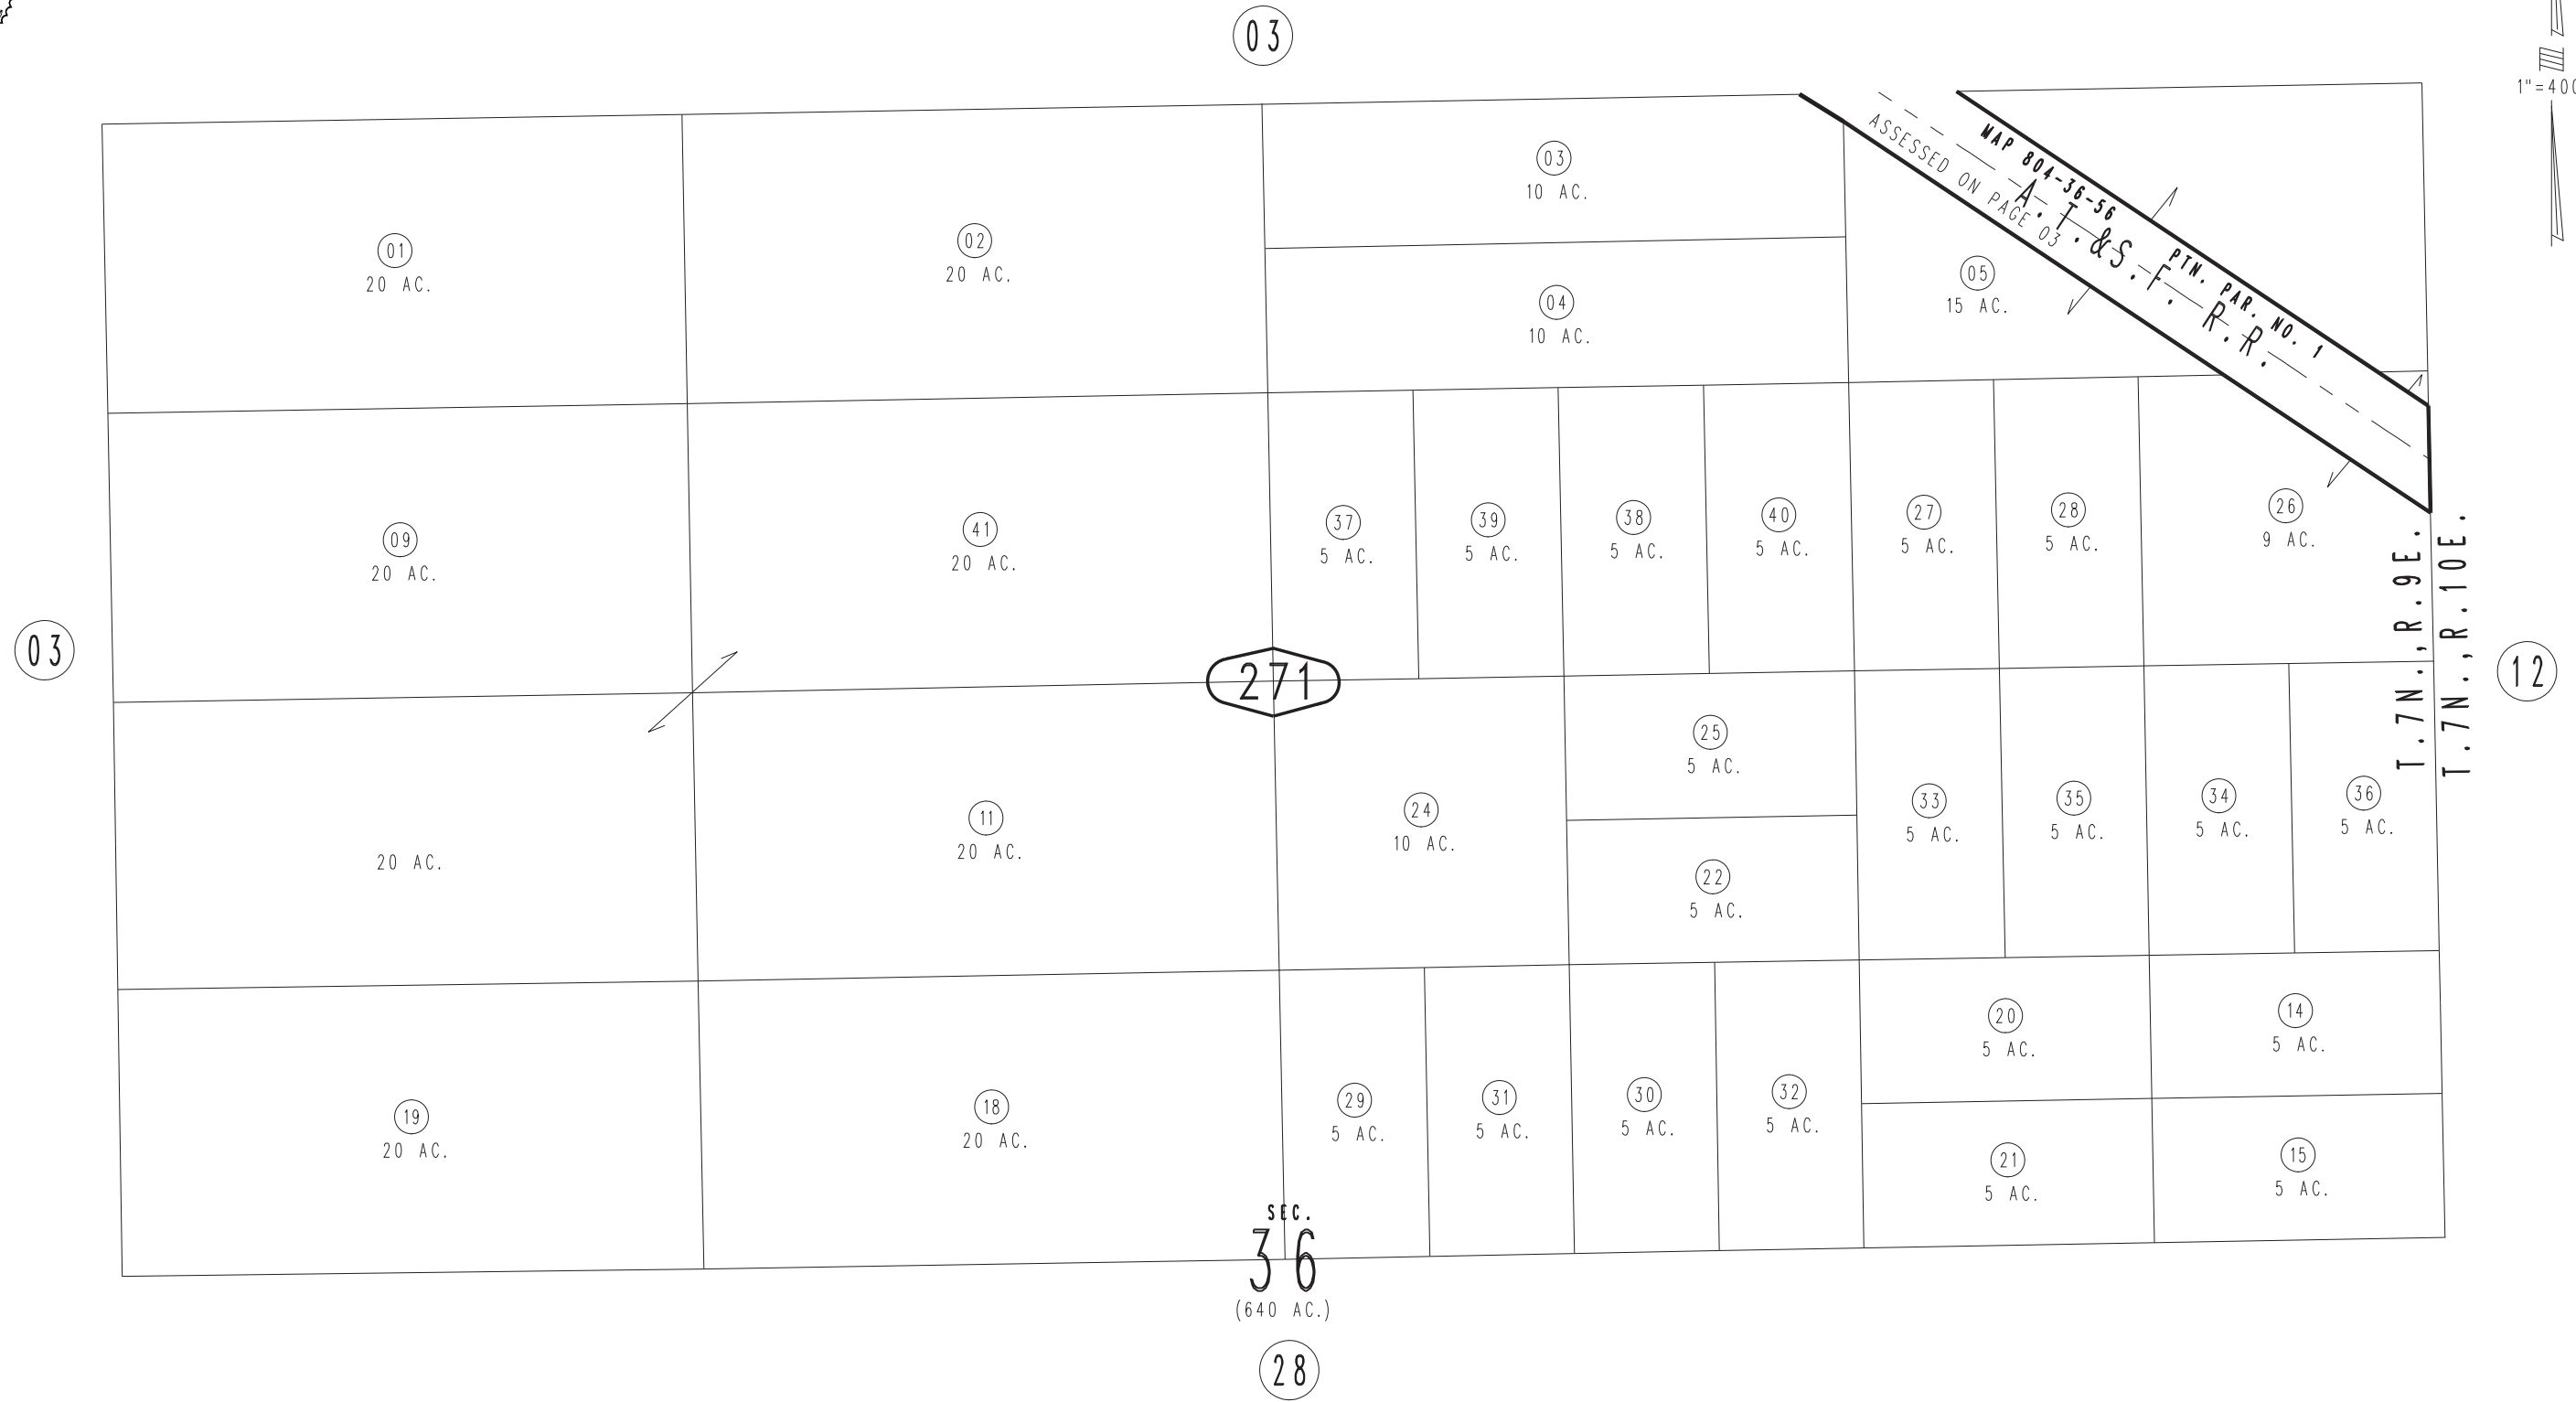 03
1"=400
01
20 AC.
02
20 AC.
03
10 AC.
04
10 AC.
05
15 AC.
MAP 804-36-56
PTN. PAR. NO. 1
A.T.&S.F. R.R.
ASSESSED ON PAGE 03
09
20 AC.
41
20 AC.
37
5 AC.
39
5 AC.
38
5 AC.
40
5 AC.
27
5 AC.
28
5 AC.
26
9 AC.
T.7N.,R.9E.
T.7N.,R.10E.
03
271
12
20 AC.
11
20 AC.
24
10 AC.
25
5 AC.
22
5 AC.
33
5 AC.
35
5 AC.
34
5 AC.
36
5 AC.
19
20 AC.
18
20 AC.
29
5 AC.
31
5 AC.
30
5 AC.
32
5 AC.
20
5 AC.
14
5 AC.
21
5 AC.
15
5 AC.
SEC.
36
(640 AC.)
28